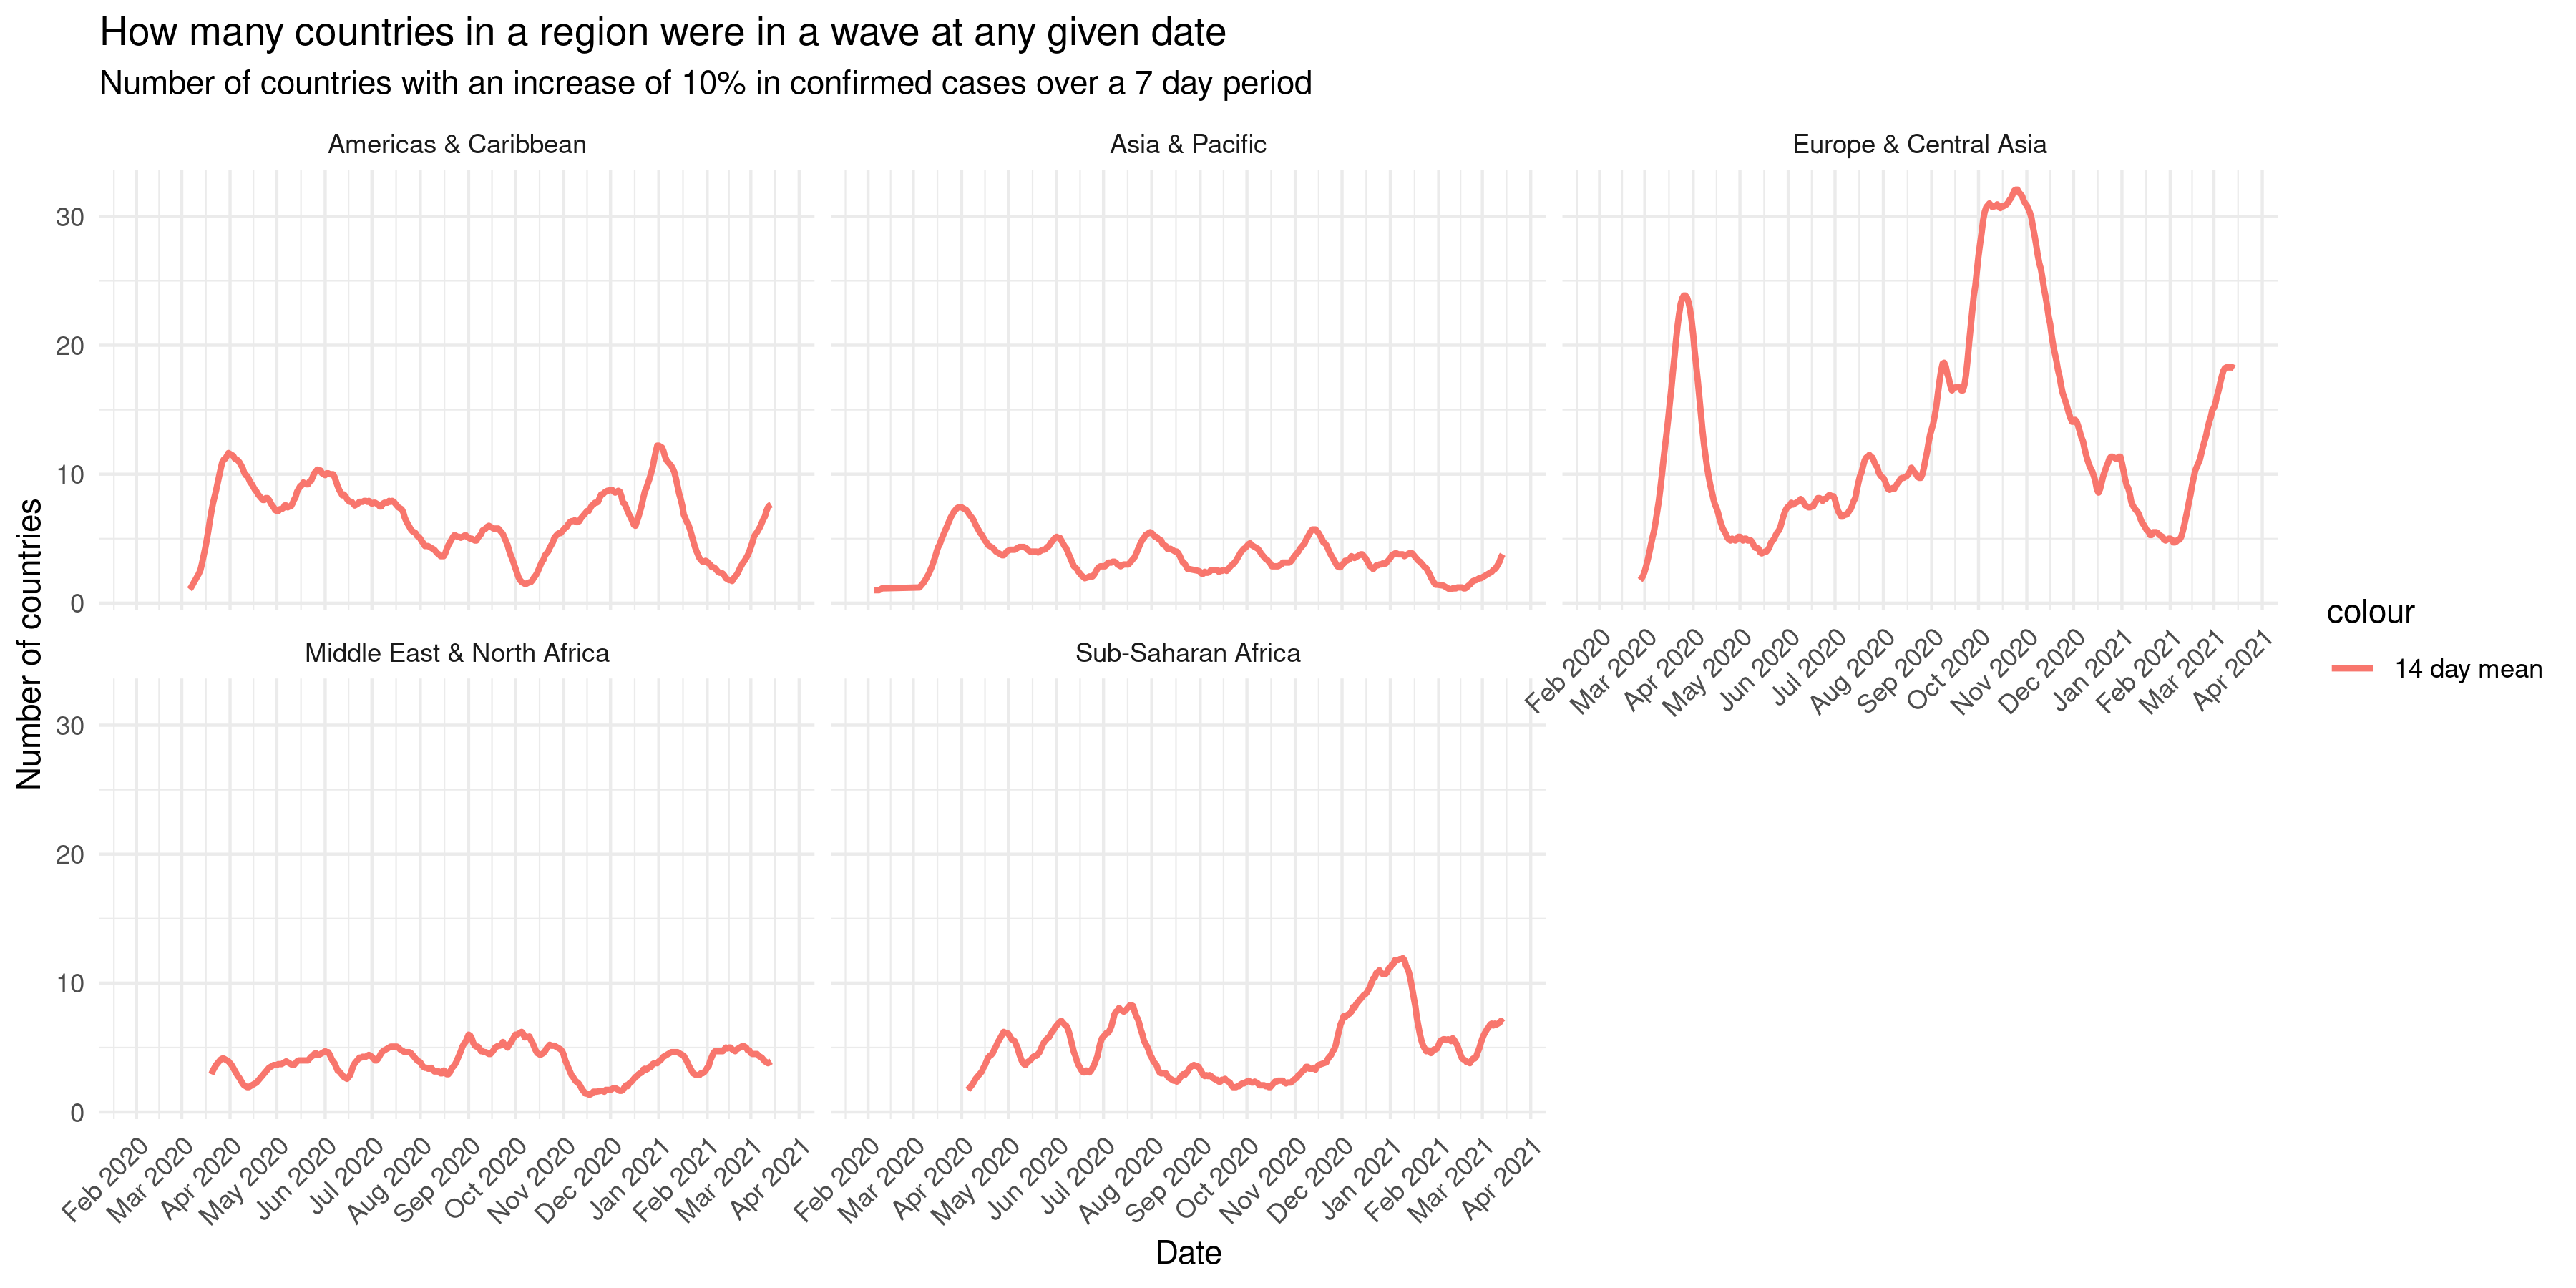 How many countries in a region were in a wave at any given date
Number of countries with an increase of 10% in confirmed cases over a 7 day period
Americas & Caribbean
Asia & Pacific
Europe & Central Asia
30
20
10
0
Feb 2020
Mar 2020
Apr 2020
May 2020
Jun 2020
Jul 2020
Aug 2020
Sep 2020
Oct 2020
Nov 2020
Dec 2020
Jan 2021
Feb 2021
Mar 2021
Apr 2021
Number of countries
colour
14 day mean
Middle East & North Africa
Sub-Saharan Africa
30
20
10
0
Feb 2020
Mar 2020
Apr 2020
May 2020
Jun 2020
Jul 2020
Aug 2020
Sep 2020
Oct 2020
Nov 2020
Dec 2020
Jan 2021
Feb 2021
Mar 2021
Apr 2021
Feb 2020
Mar 2020
Apr 2020
May 2020
Jun 2020
Jul 2020
Aug 2020
Sep 2020
Oct 2020
Nov 2020
Dec 2020
Jan 2021
Feb 2021
Mar 2021
Apr 2021
Date